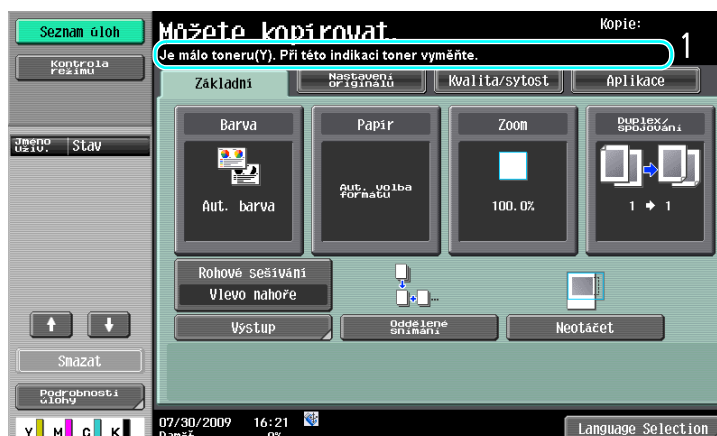 Seznam úloh
Můžete kopírovat.
Kopie:
1
Je málo toneru(Y). Při této indikaci toner vyměňte.
Kontrola
režimu
Základní
Nastavení
originálu
Kvalita/sytost
Aplikace
Jméno
uživ.
Stav
Barva
Papír
Zoom
Duplex/
spojování
Aut. barva
Aut. volba
formátu
100.0%
1 → 1
Rohové sešívání
Vlevo nahoře
Výstup
Oddělené
snímání
Neotáčet
Smazat
Podrobnosti
úlohy
Y M C K
07/30/2009 16:21
Paměť 0%
Language Selection